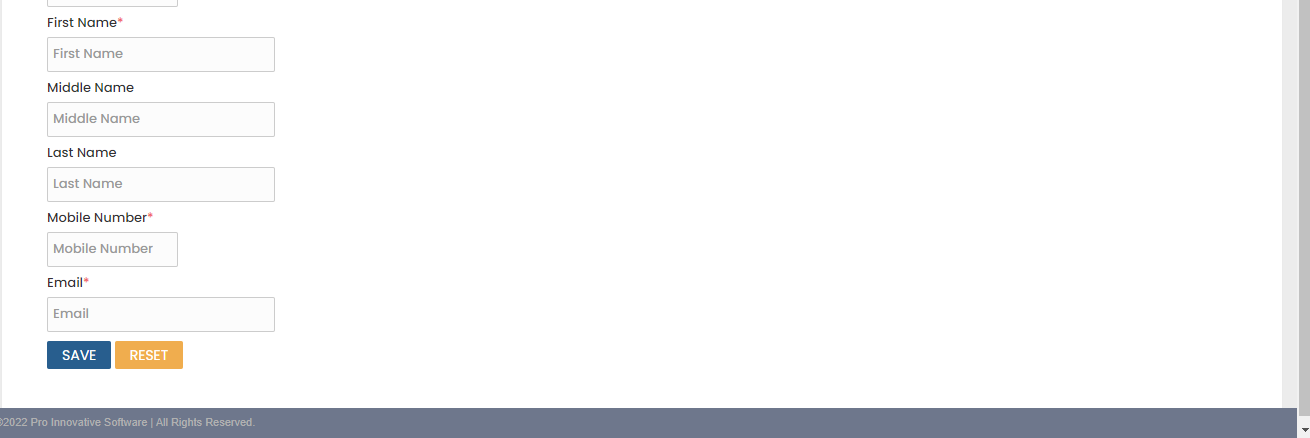 First Name*
First Name
Middle Name
Middle Name
Last Name
Last Name
Mobile Number*
Mobile Number
Email*
Email
SAVE RESET
©2022 Pro Innovative Software | All Rights Reserved.